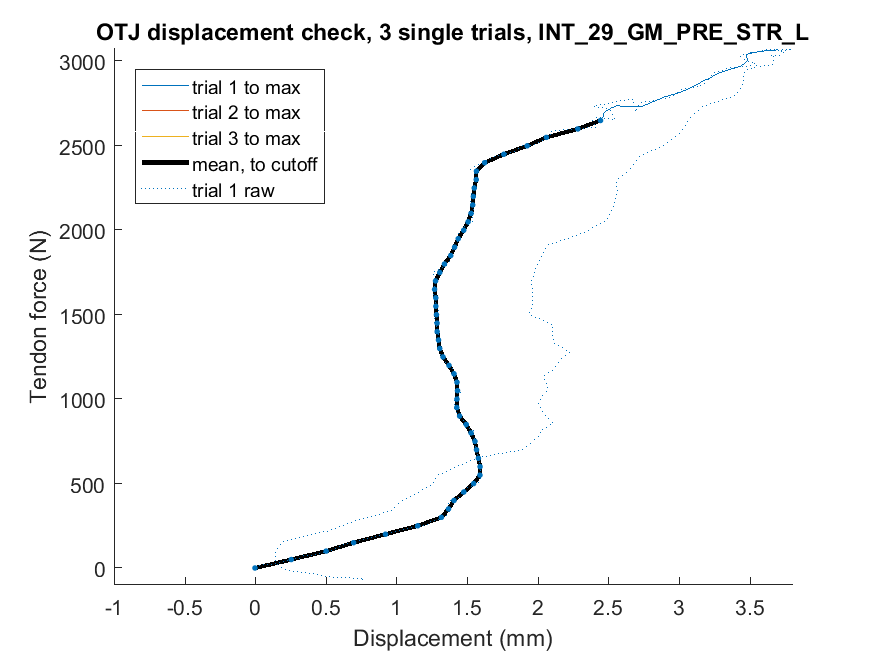 OTJ displacement check, 3 single trials, INT_29_GM_PRE_STR_L
3000
2500
2000
1500
1000
500
0
Tendon force (N)
trial 1 to max
trial 2 to max
trial 3 to max
mean, to cutoff
trial 1 raw
-1 -0.5 0 0.5 1 1.5 2 2.5 3 3.5
Displacement (mm)